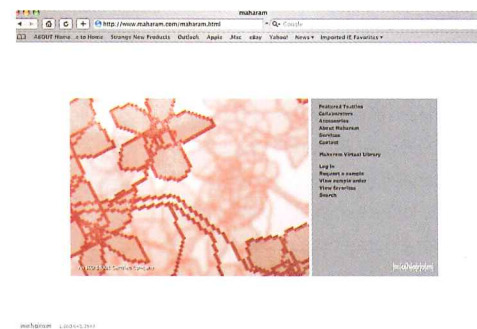 maharam
http://www.maharam.com/maharam.html
Q- Google
ABOUT Home Strange New Products Outlook Apple .Mac eBay Yahoo! News ▾ Imported IE Favorites ▾
Featured Textiles
Collaborators
Accessories
About Maharam
Services
Contact
Maharam Virtual Library
Log In
Request a sample
View sample order
View favorites
Search
maharam